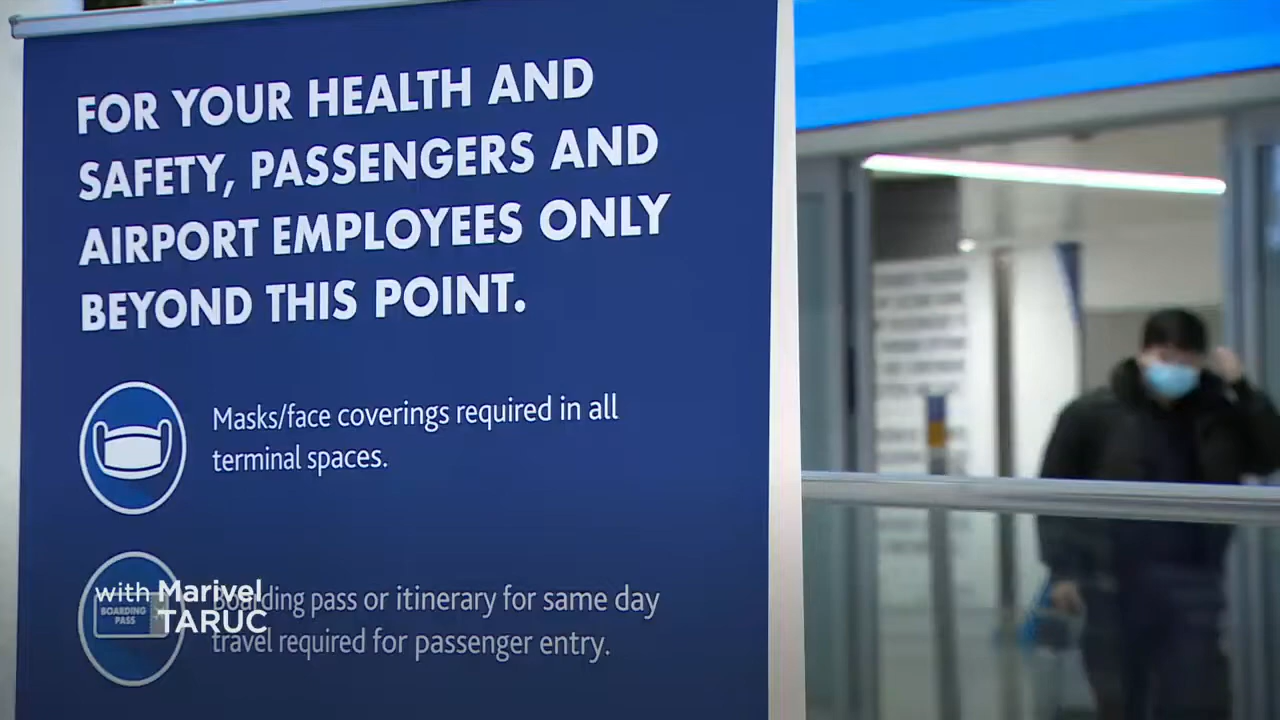 FOR YOUR HEALTH AND
SAFETY, PASSENGERS AND
AIRPORT EMPLOYEES ONLY
BEYOND THIS POINT.
Masks/face coverings required in all
terminal spaces.
BOARDING
PASS
Boarding pass or itinerary for same day
travel required for passenger entry.
with Marivel
TARUC